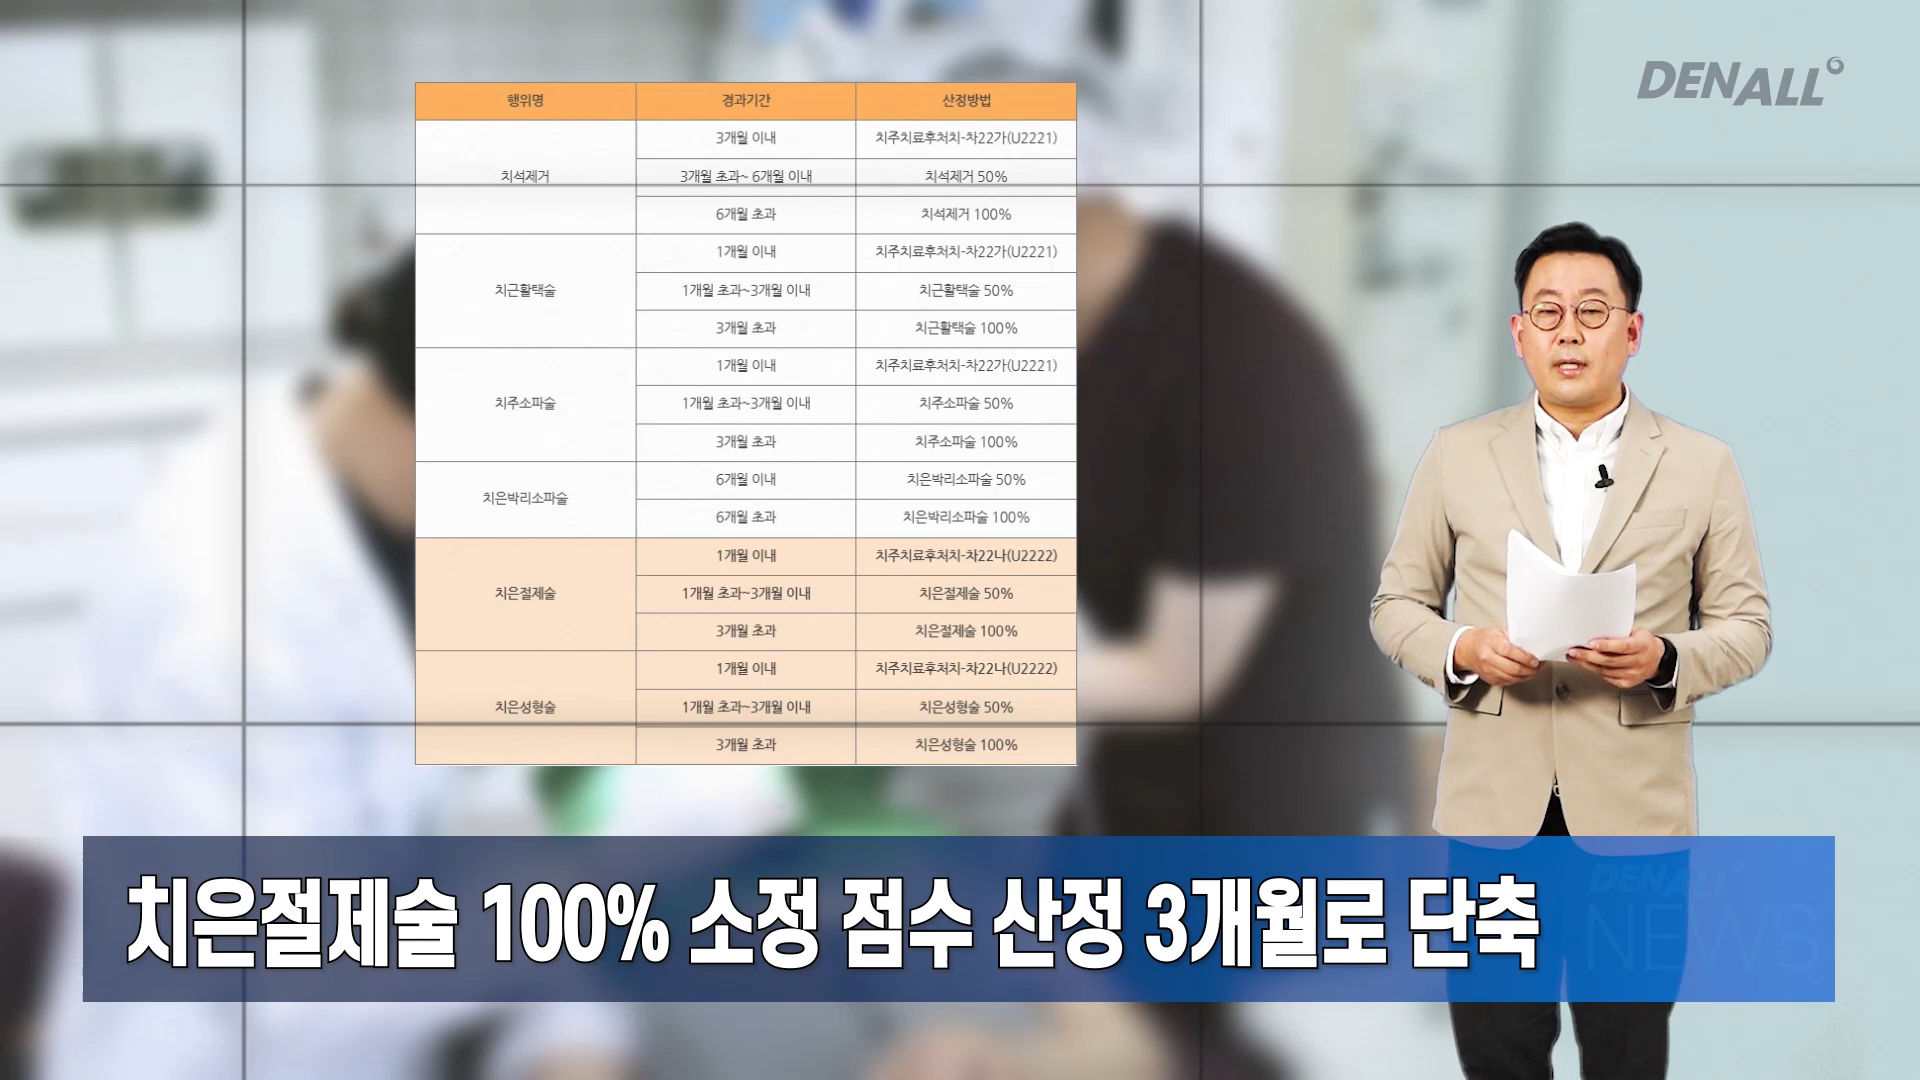 DENALL
행위명 경과기간 산정방법
치석제거 3개월 이내 치주치료후처치-차22가(U2221)
3개월 초과~ 6개월 이내 치석제거 50%
6개월 초과 치석제거 100%
치근활택술 1개월 이내 치주치료후처치-차22가(U2221)
1개월 초과~3개월 이내 치근활택술 50%
3개월 초과 치근활택술 100%
치주소파술 1개월 이내 치주치료후처치-차22가(U2221)
1개월 초과~3개월 이내 치주소파술 50%
3개월 초과 치주소파술 100%
치은박리소파술 6개월 이내 치은박리소파술 50%
6개월 초과 치은박리소파술 100%
치은절제술 1개월 이내 치주치료후처치-차22나(U2222)
1개월 초과~3개월 이내 치은절제술 50%
3개월 초과 치은절제술 100%
치은성형술 1개월 이내 치주치료후처치-차22나(U2222)
1개월 초과~3개월 이내 치은성형술 50%
3개월 초과 치은성형술 100%
치은절제술 100% 소정 점수 산정 3개월로 단축
DENALL
NEWS